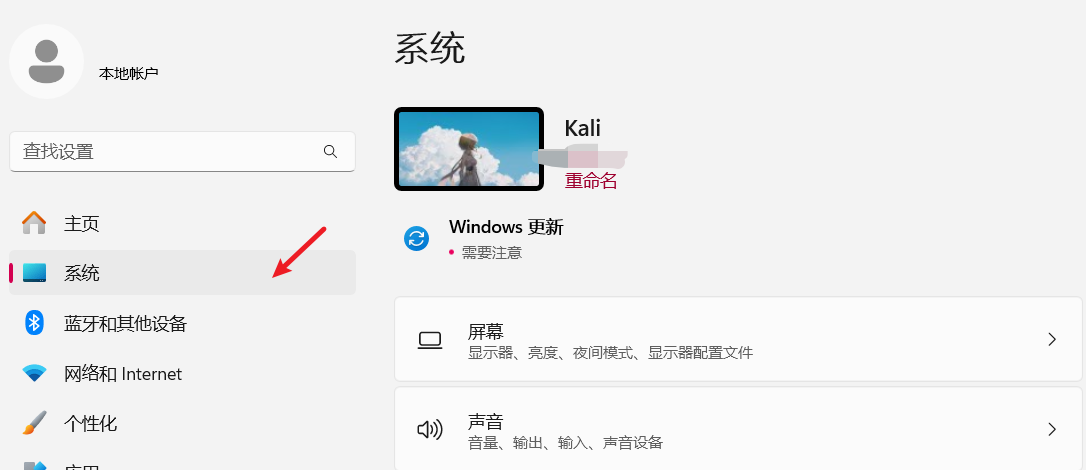 本地帐户
查找设置
主页
系统
蓝牙和其他设备
网络和 Internet
个性化
应用
系统
Kali
重命名
Windows 更新
需要注意
屏幕
显示器、亮度、夜间模式、显示器配置文件
声音
音量、输出、输入、声音设备